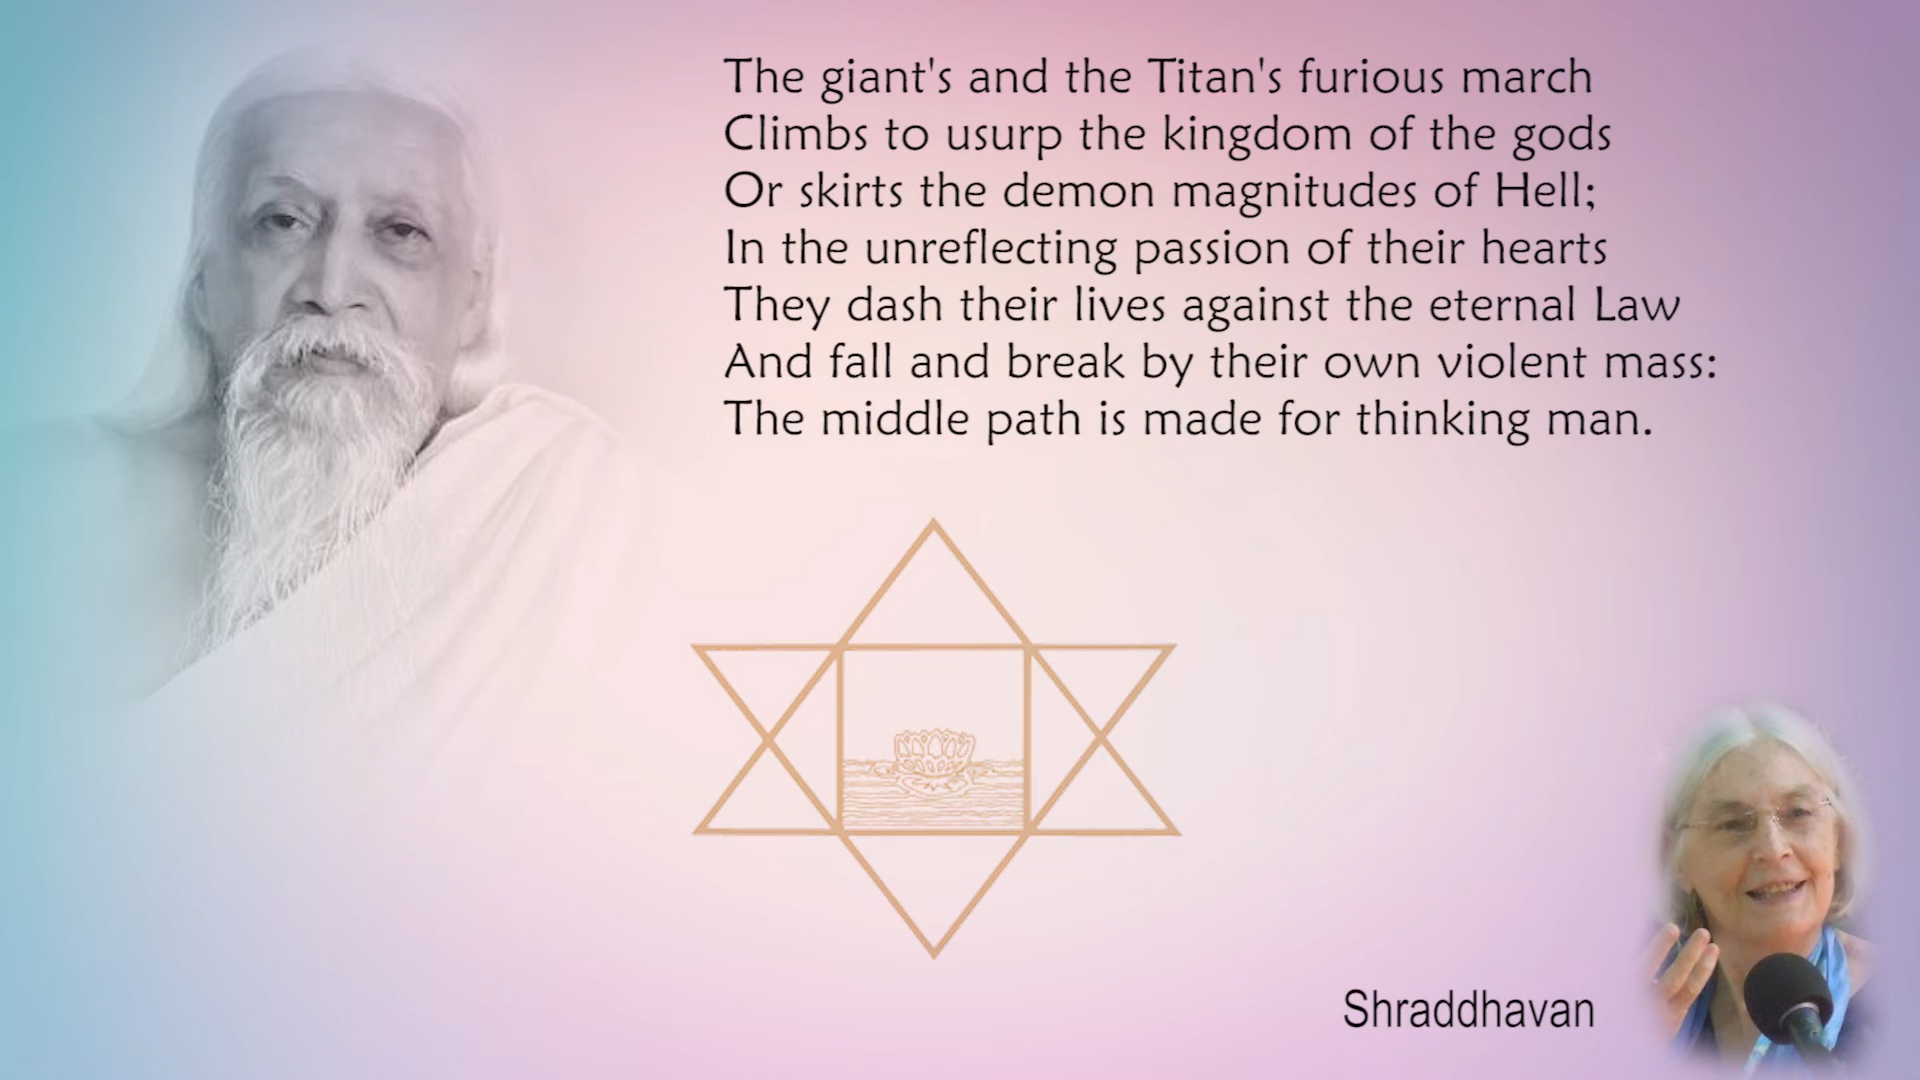 The giant's and the Titan's furious march
Climbs to usurp the kingdom of the gods
Or skirts the demon magnitudes of Hell;
In the unreflecting passion of their hearts
They dash their lives against the eternal Law
And fall and break by their own violent mass:
The middle path is made for thinking man.
Shraddhavan